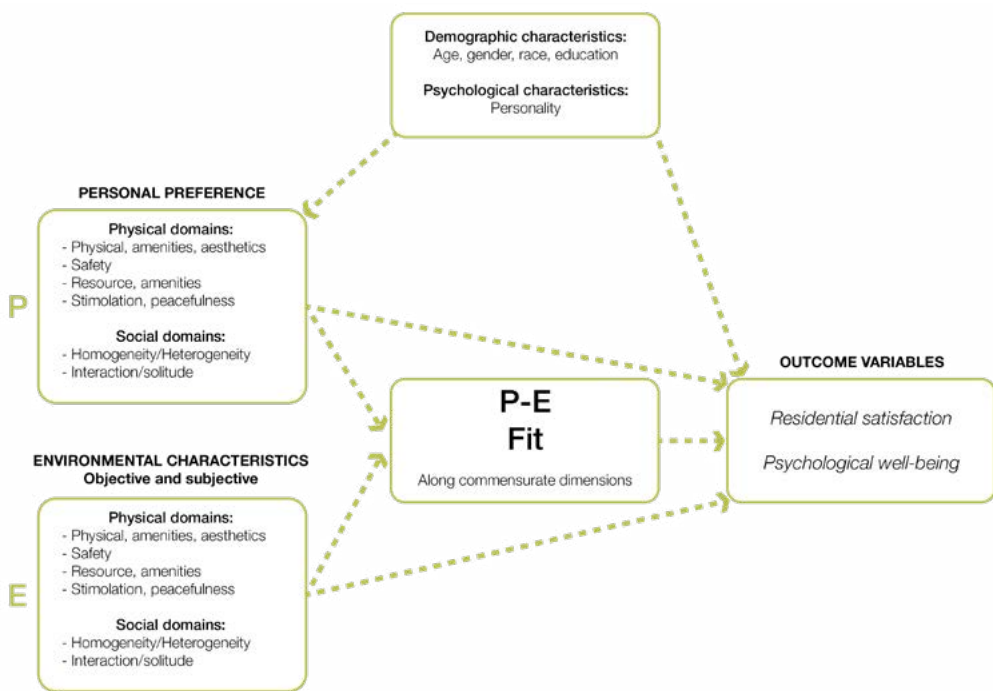 Demographic characteristics:
Age, gender, race, education
Psychological characteristics:
Personality
PERSONAL PREFERENCE
P
Physical domains:
- Physical, amenities, aesthetics
- Safety
- Resource, amenities
- Stimolation, peacefulness
Social domains:
- Homogeneity/Heterogeneity
- Interaction/solitude
P-E
Fit
Along commensurate dimensions
OUTCOME VARIABLES
Residential satisfaction
Psychological well-being
ENVIRONMENTAL CHARACTERISTICS
Objective and subjective
E
Physical domains:
- Physical, amenities, aesthetics
- Safety
- Resource, amenities
- Stimolation, peacefulness
Social domains:
- Homogeneity/Heterogeneity
- Interaction/solitude